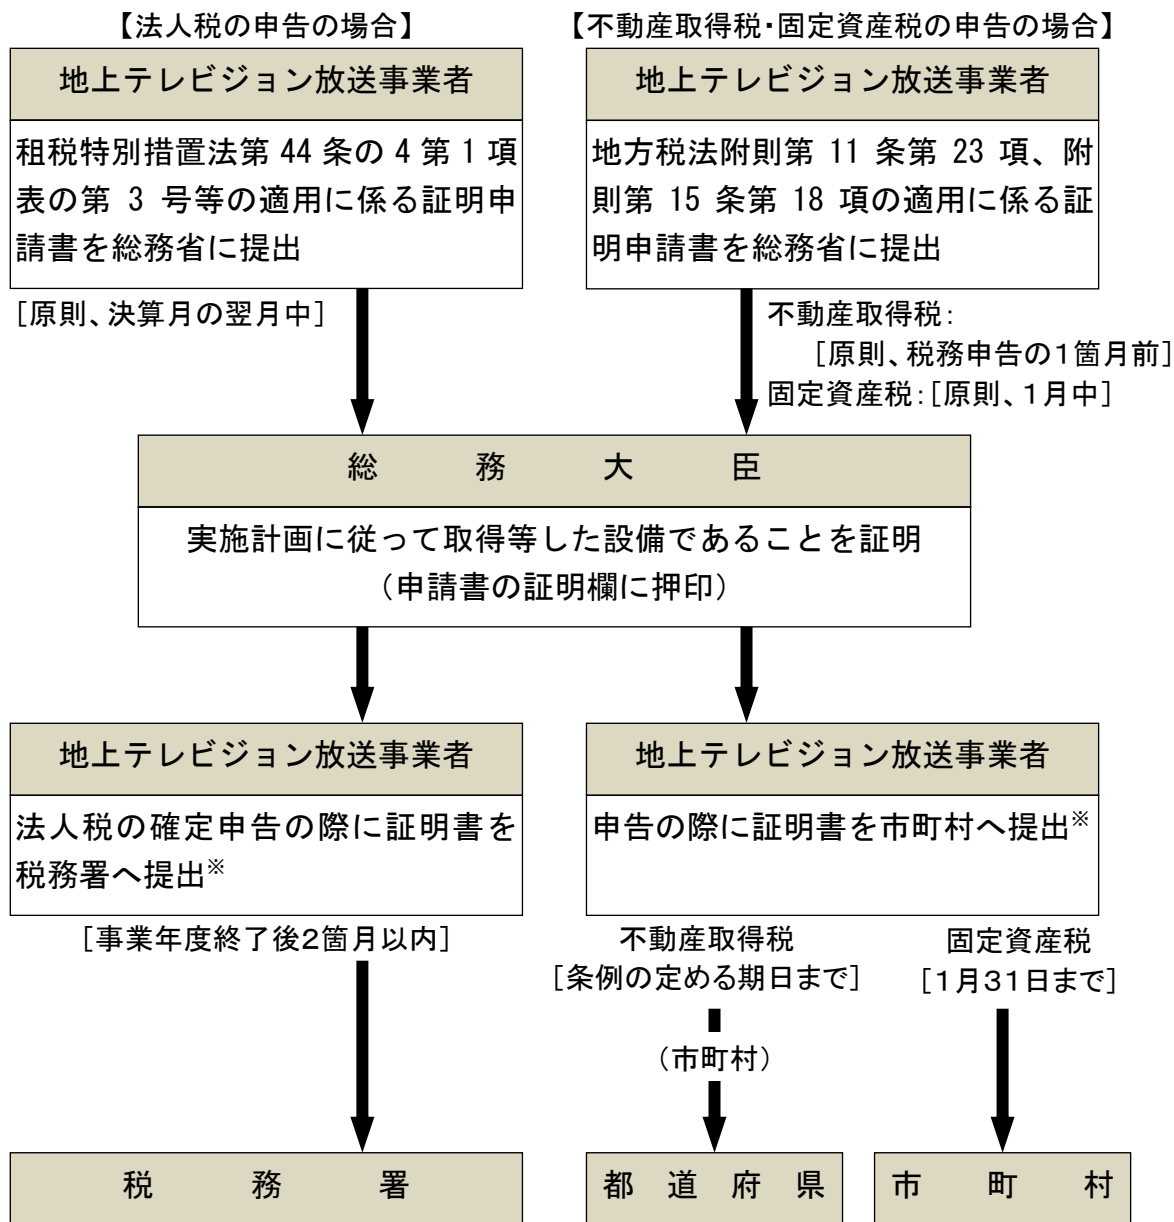 【法人税の申告の場合】
【不動産取得税・固定資産税の申告の場合】
地上テレビジョン放送事業者
租税特別措置法第 44 条の 4 第 1 項
表の第 3 号等の適用に係る証明申
請書を総務省に提出
地上テレビジョン放送事業者
地方税法附則第 11 条第 23 項、附
則第 15 条第 18 項の適用に係る証
明申請書を総務省に提出
［原則、決算月の翌月中］
不動産取得税：
［原則、税務申告の１箇月前］
固定資産税：［原則、１月中］
総務大臣
実施計画に従って取得等した設備であることを証明
（申請書の証明欄に押印）
地上テレビジョン放送事業者
法人税の確定申告の際に証明書を
税務署へ提出※
地上テレビジョン放送事業者
申告の際に証明書を市町村へ提出※
［事業年度終了後２箇月以内］
不動産取得税
［条例の定める期日まで］
固定資産税
［１月３１日まで］
（市町村）
税務署
都道府県
市町村